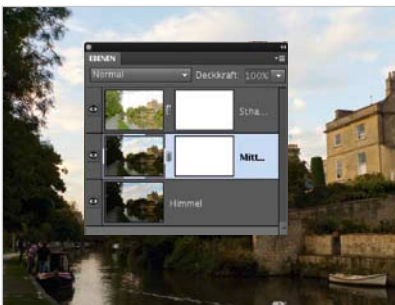 EBENEN
Normal Deckkraft: 100%
Scha...
Mitt...
Himmel